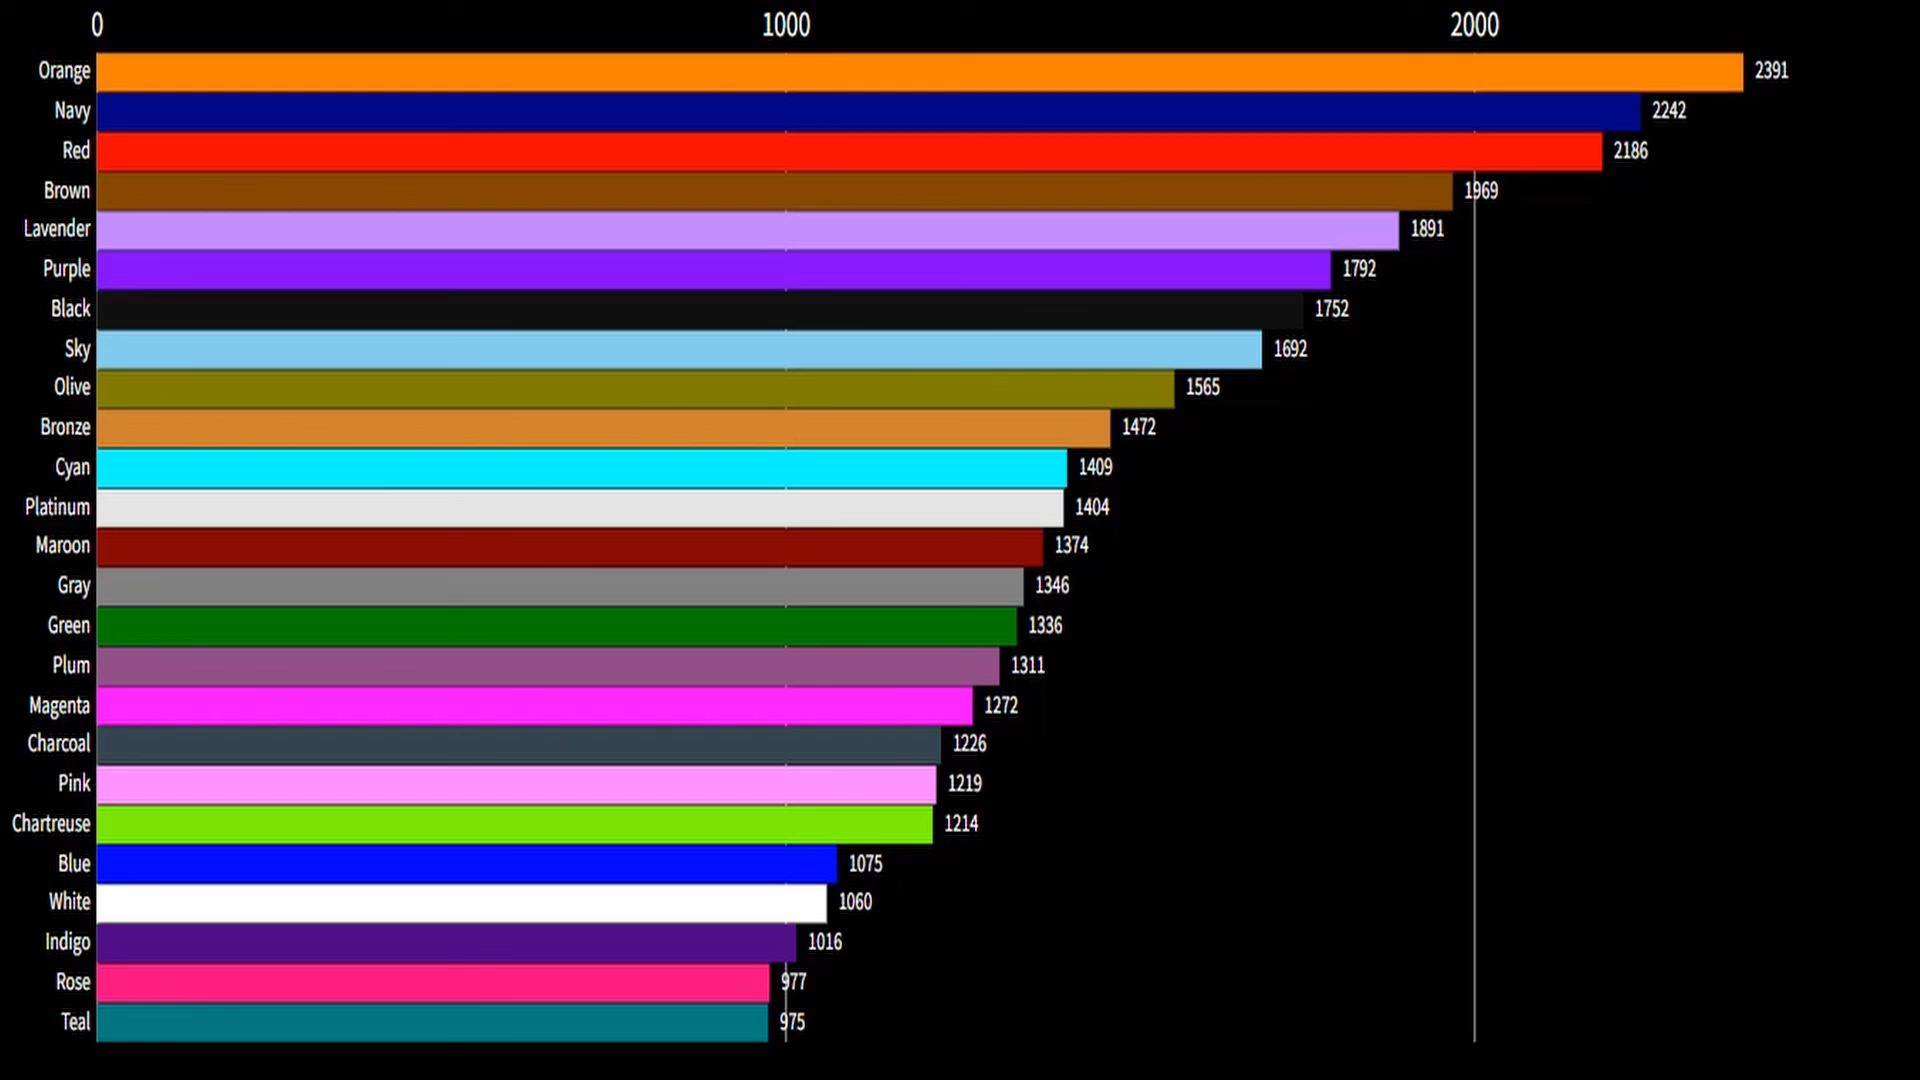 0 1000 2000
Orange 2391
Navy 2242
Red 2186
Brown 1969
Lavender 1891
Purple 1792
Black 1752
Sky 1692
Olive 1565
Bronze 1472
Cyan 1409
Platinum 1404
Maroon 1374
Gray 1346
Green 1336
Plum 1311
Magenta 1272
Charcoal 1226
Pink 1219
Chartreuse 1214
Blue 1075
White 1060
Indigo 1016
Rose 977
Teal 975